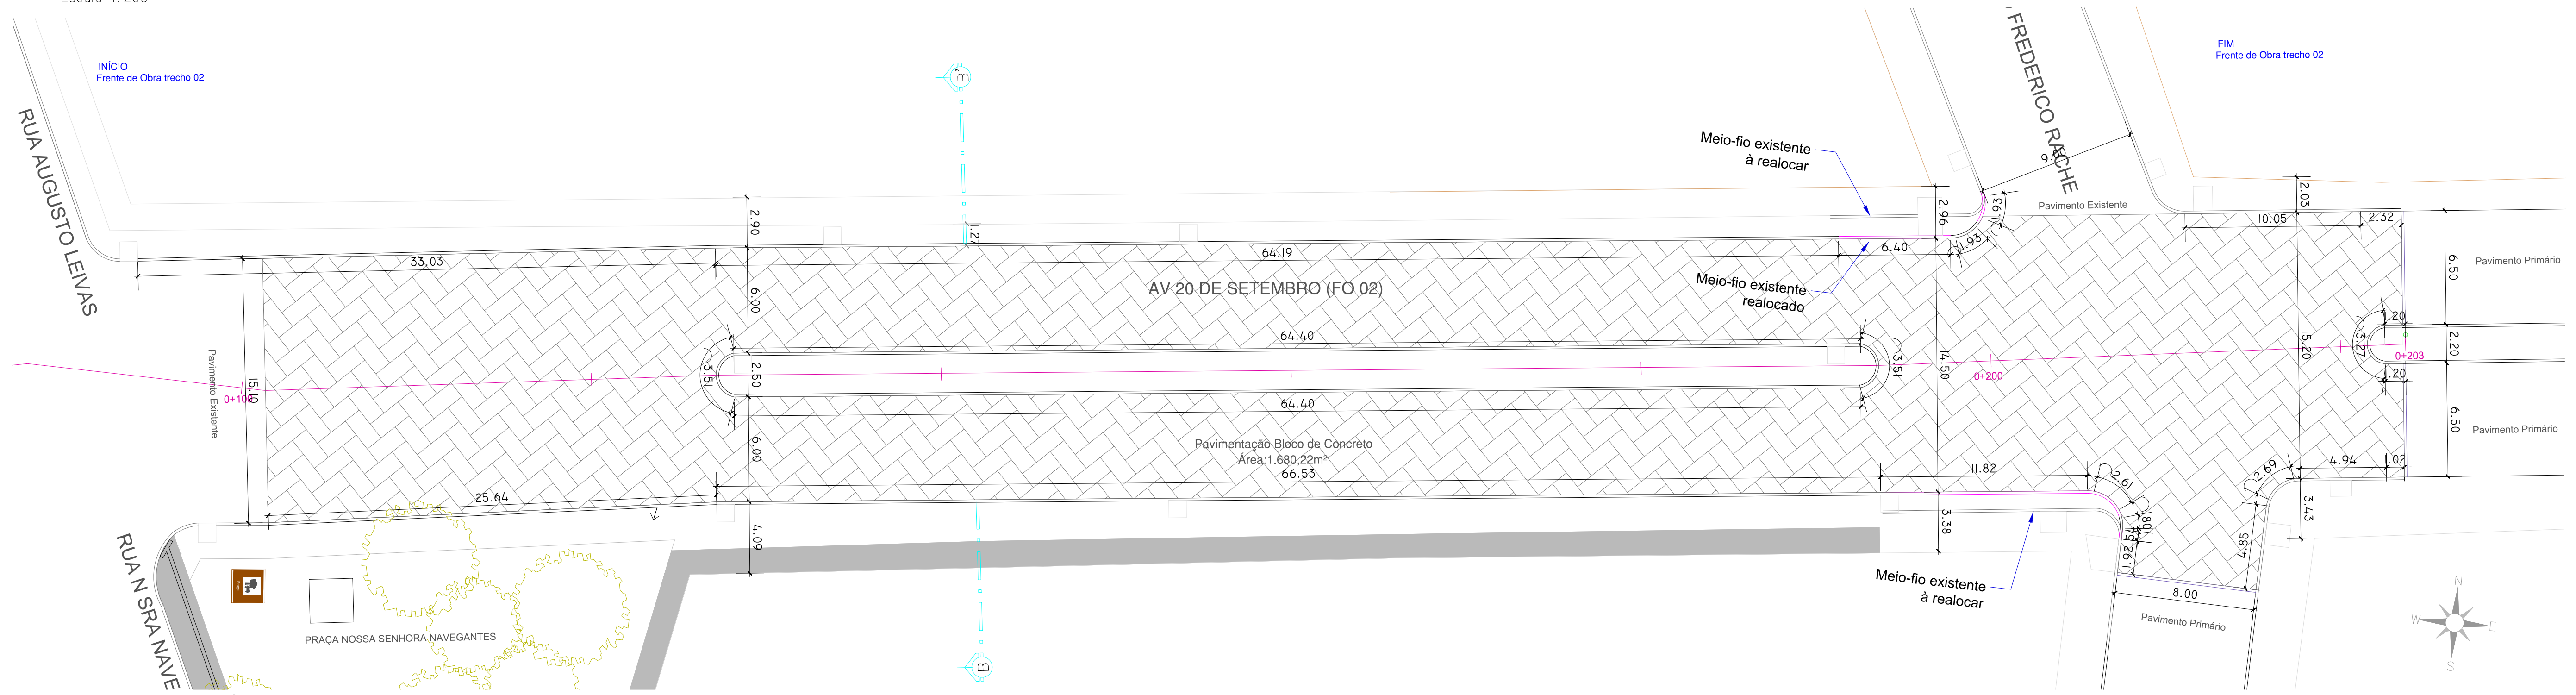 INÍCIO
Frente de Obra trecho 02
FIM
Frente de Obra trecho 02
RUA AUGUSTO LEIVAS
FREDERICO RACHE
B'
Meio-fio existente
à realocar
9.
Pavimento Existente
2.90
1.27
2.96
3.91
1.93
2.03
10.05
2.32
33.03
64.19
6.40
AV 20 DE SETEMBRO (FO 02)
Meio-fio existente
realocado
6.00
6.50
Pavimento Primário
64.40
1.20
15.20
3.27
2.20
0+203
1.20
Pavimento Existente
15.10
0+100
3.51
2.50
3.51
14.50
0+200
64.40
Pavimentação Bloco de Concreto
Área:1.680,22m²
66.53
6.00
6.50
Pavimento Primário
25.64
11.82
2.61
2.69
4.94
1.02
4.09
3.38
3.43
4.85
Meio-fio existente
à realocar
8.00
Pavimento Primário
RUA N SRA NAVE
PRAÇA NOSSA SENHORA NAVEGANTES
B
N
W
E
S